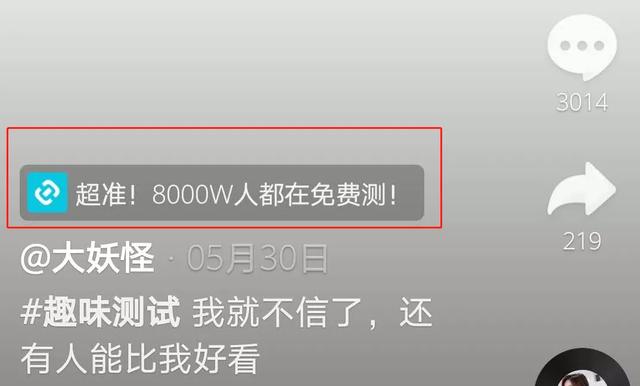 3014
超准！8000W人都在免费测！
219
@大妖怪 · 05月30日
#趣味测试 我就不信了，还
有人能比我好看